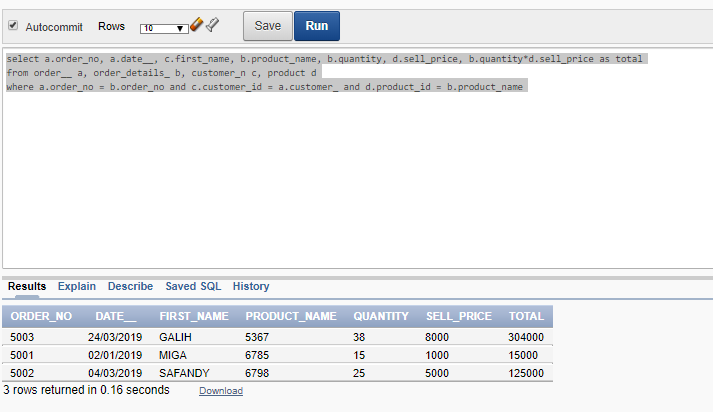 Autocommit Rows 10 Save Run
select a.order_no, a.date__, c.first_name, b.product_name, b.quantity, d.sell_price, b.quantity*d.sell_price as total
from order__ a, order_details_ b, customer_n c, product d
where a.order_no = b.order_no and c.customer_id = a.customer_ and d.product_id = b.product_name
Results Explain Describe Saved SQL History
ORDER_NO DATE__ FIRST_NAME PRODUCT_NAME QUANTITY SELL_PRICE TOTAL
5003 24/03/2019 GALIH 5367 38 8000 304000
5001 02/01/2019 MIGA 6785 15 1000 15000
5002 04/03/2019 SAFANDY 6798 25 5000 125000
3 rows returned in 0.16 seconds Download